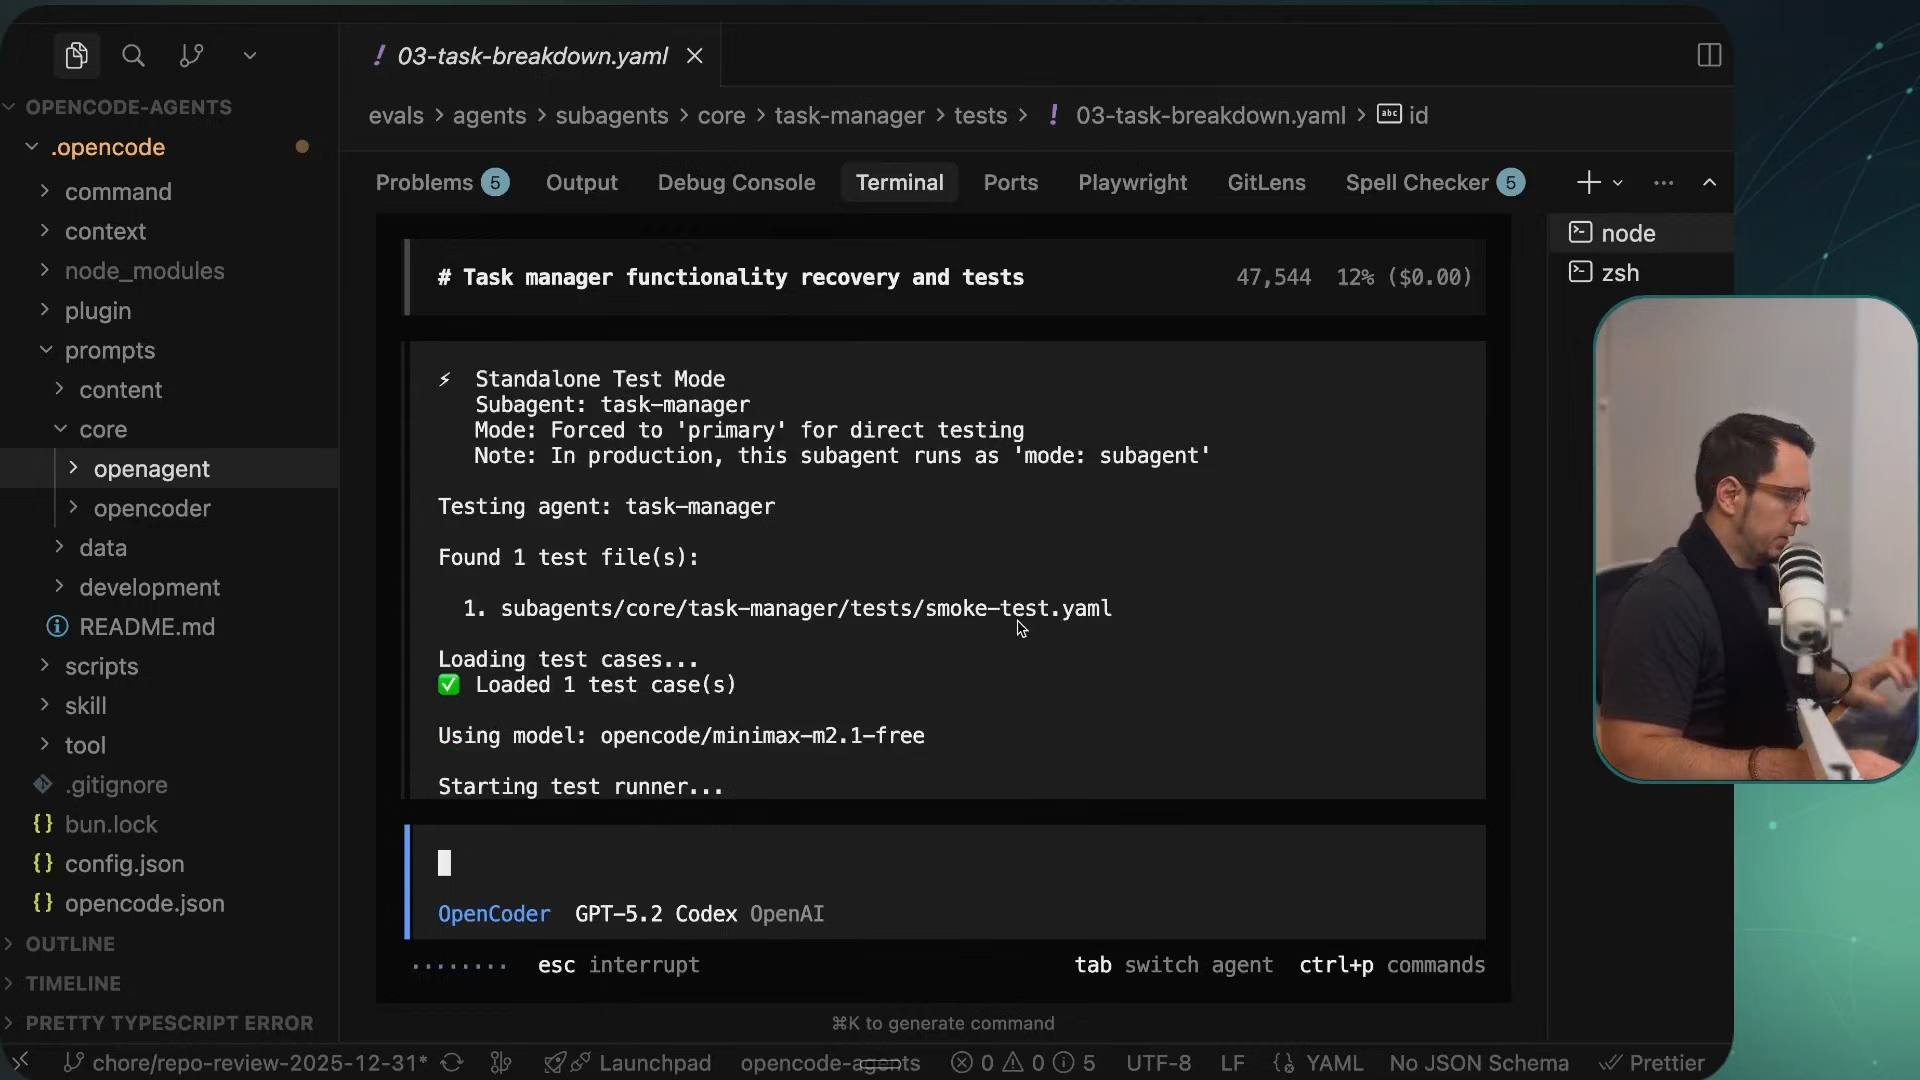 03-task-breakdown.yaml
OPENCODE-AGENTS
.opencode
command
context
node_modules
plugin
prompts
content
core
openagent
opencoder
data
development
README.md
scripts
skill
tool
.gitignore
bun.lock
config.json
opencode.json
OUTLINE
TIMELINE
PRETTY TYPESCRIPT ERROR
evals > agents > subagents > core > task-manager > tests > ! 03-task-breakdown.yaml > abc id
Problems 5 Output Debug Console Terminal Ports Playwright GitLens Spell Checker 5
node
zsh
# Task manager functionality recovery and tests 47,544 12% ($0.00)
⚡ Standalone Test Mode
Subagent: task-manager
Mode: Forced to 'primary' for direct testing
Note: In production, this subagent runs as 'mode: subagent'
Testing agent: task-manager
Found 1 test file(s):
1. subagents/core/task-manager/tests/smoke-test.yaml
Loading test cases...
✅ Loaded 1 test case(s)
Using model: opencode/minimax-m2.1-free
Starting test runner...
OpenCoder GPT-5.2 Codex OpenAI
esc interrupt tab switch agent ctrl+p commands
⌘K to generate command
chore/repo-review-2025-12-31* Launchpad opencode-agents 0 0 5 UTF-8 LF {} YAML No JSON Schema Prettier